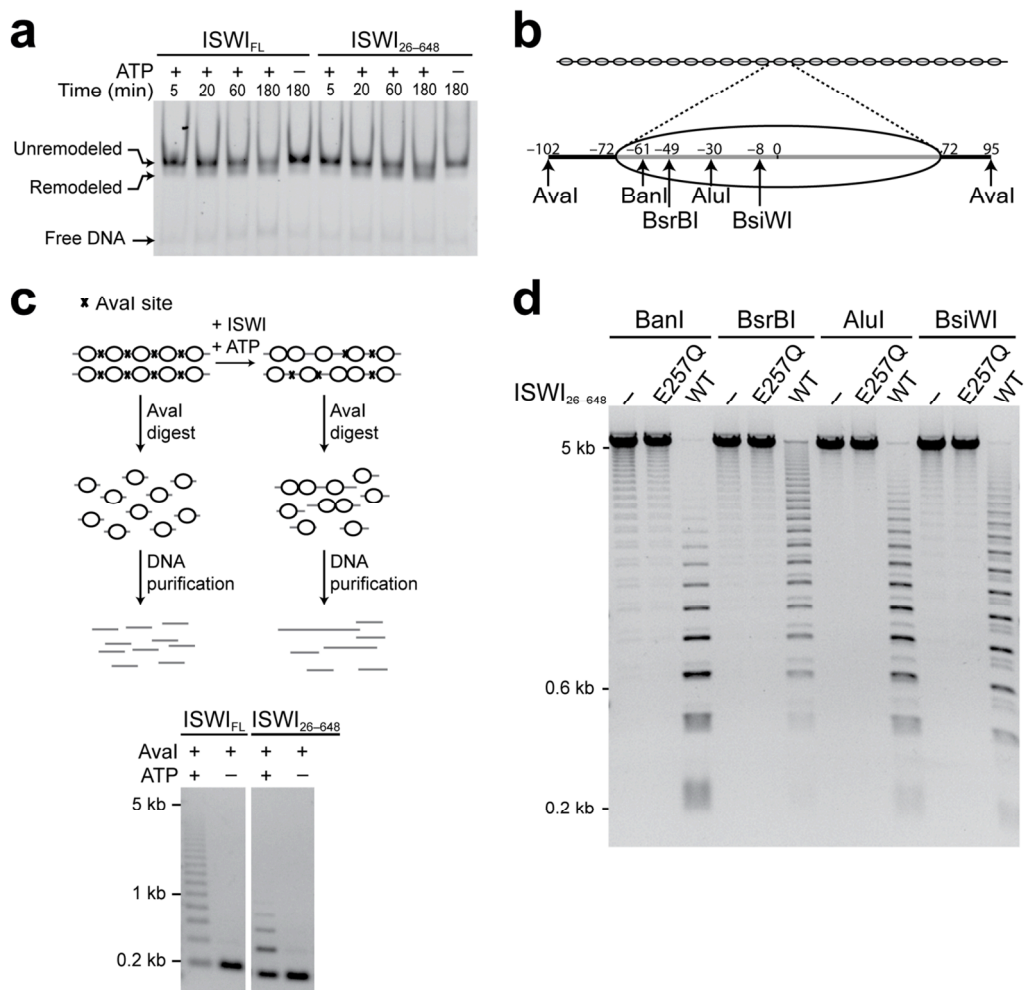 a
ISWI_FL ISWI_26–648
ATP + + + + – + + + + –
Time (min) 5 20 60 180 180 5 20 60 180 180
Unremodeled
Remodeled
Free DNA
b
–102 –72 –61 –49 –30 –8 0 72 95
AvaI BanI AluI AvaI
BsrBI BsiWI
c
x AvaI site
+ ISWI
+ ATP
AvaI digest AvaI digest
DNA purification DNA purification
ISWI_FL ISWI_26–648
AvaI + + + +
ATP + – + –
5 kb
1 kb
0.2 kb
d
BanI BsrBI AluI BsiWI
ISWI_26–648 – E257Q WT – E257Q WT – E257Q WT – E257Q WT
5 kb
0.6 kb
0.2 kb